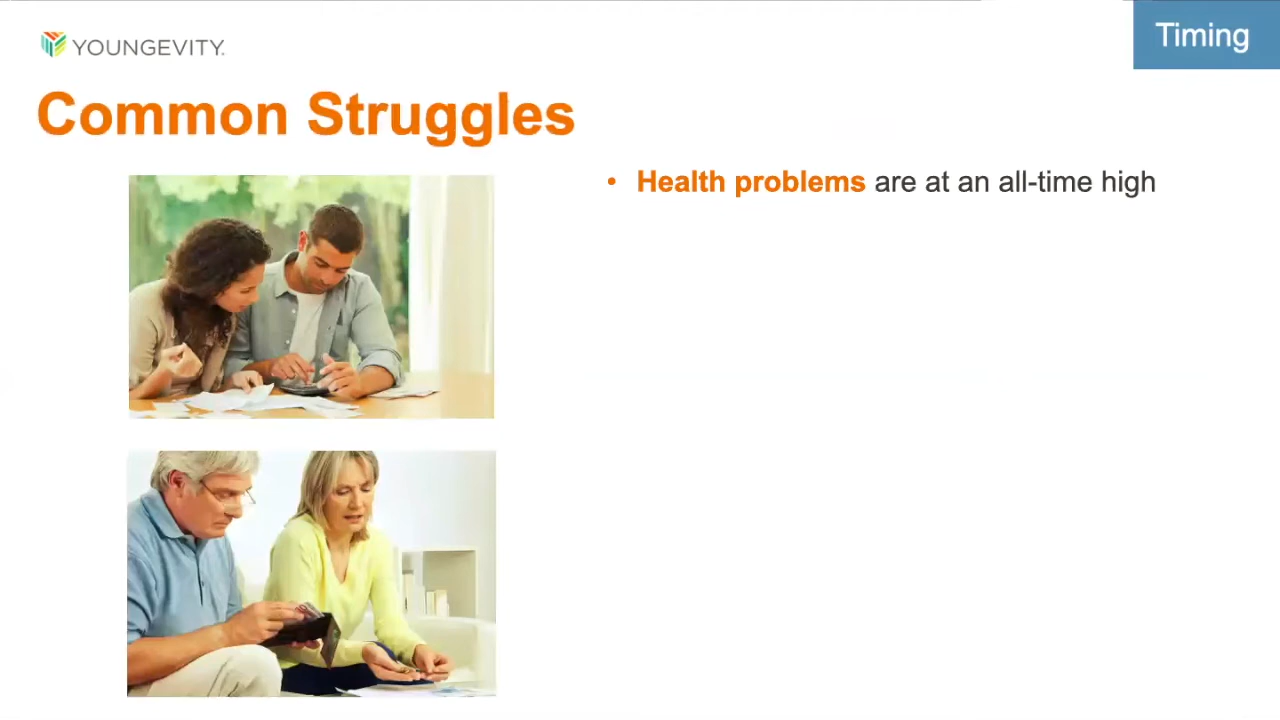 YOUNGEVITY.
Timing
Common Struggles
• Health problems are at an all-time high